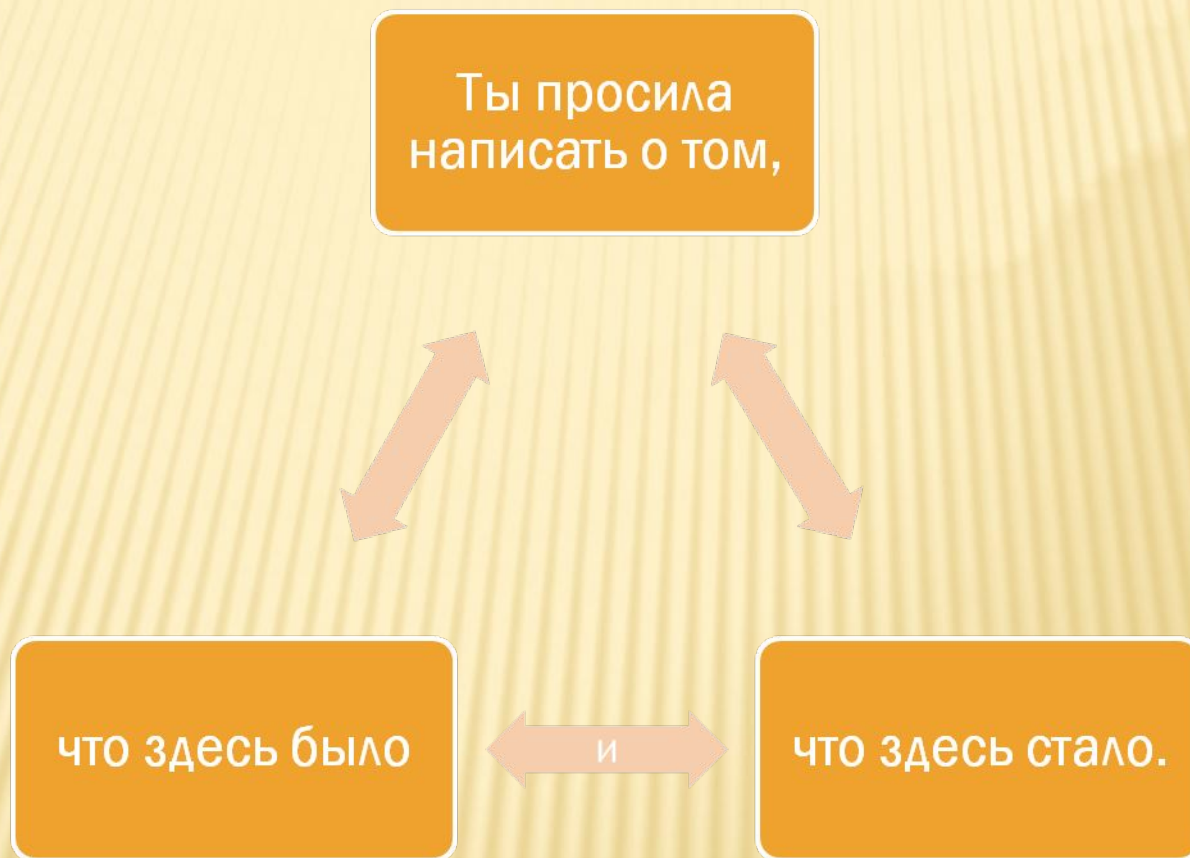 Ты просила
написать о том,
что здесь было
и
что здесь стало.